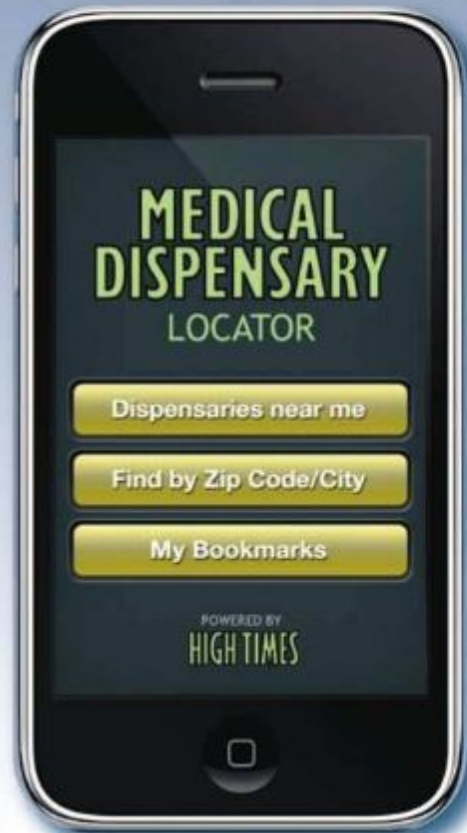 MEDICAL
DISPENSARY
LOCATOR
Dispensaries near me
Find by Zip Code/City
My Bookmarks
POWERED BY
HIGH TIMES